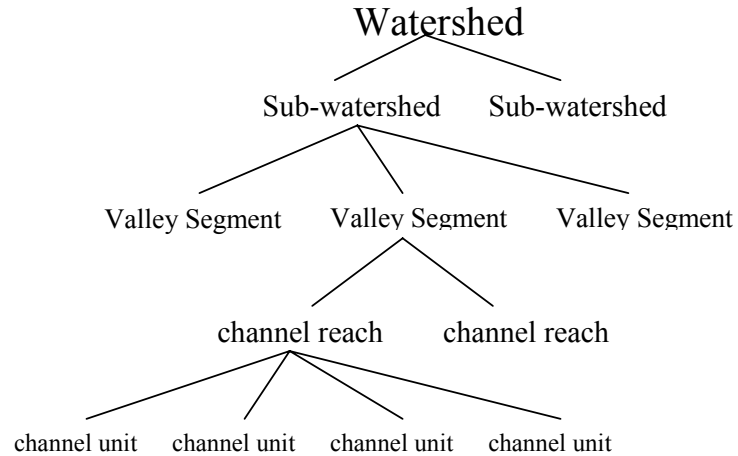 Watershed
Sub-watershed Sub-watershed
Valley Segment Valley Segment Valley Segment
channel reach channel reach
channel unit channel unit channel unit channel unit